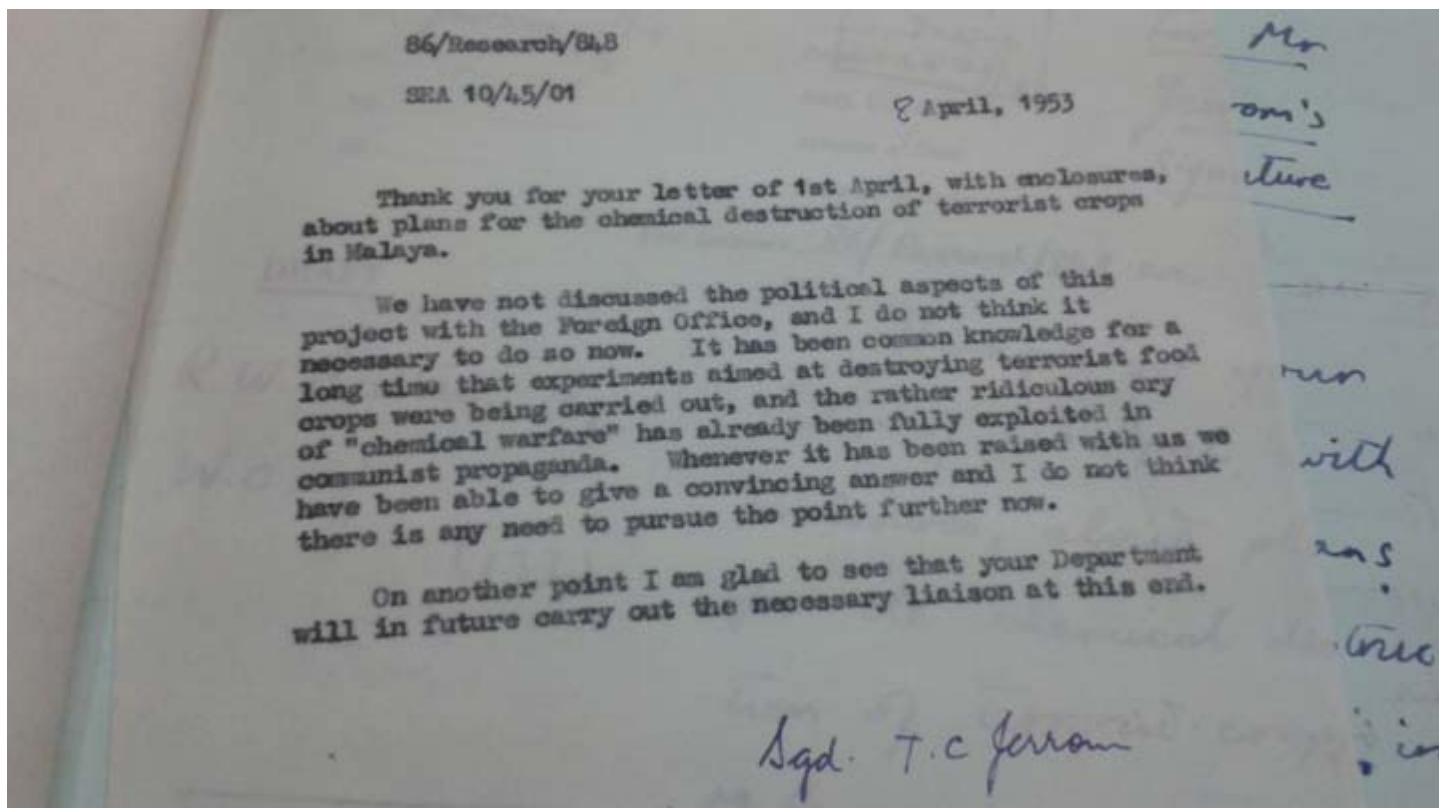 86/Research/848
SEA 10/45/01
8 April, 1953
Thank you for your letter of 1st April, with enclosures,
about plans for the chemical destruction of terrorist crops
in Malaya.
We have not discussed the political aspects of this
project with the Foreign Office, and I do not think it
necessary to do so now. It has been common knowledge for a
long time that experiments aimed at destroying terrorist food
crops were being carried out, and the rather ridiculous cry
of "chemical warfare" has already been fully exploited in
communist propaganda. Whenever it has been raised with us we
have been able to give a convincing answer and I do not think
there is any need to pursue the point further now.
On another point I am glad to see that your Department
will in future carry out the necessary liaison at this end.
Sgd. T.C Jerrom
Mr
om's
ture
with